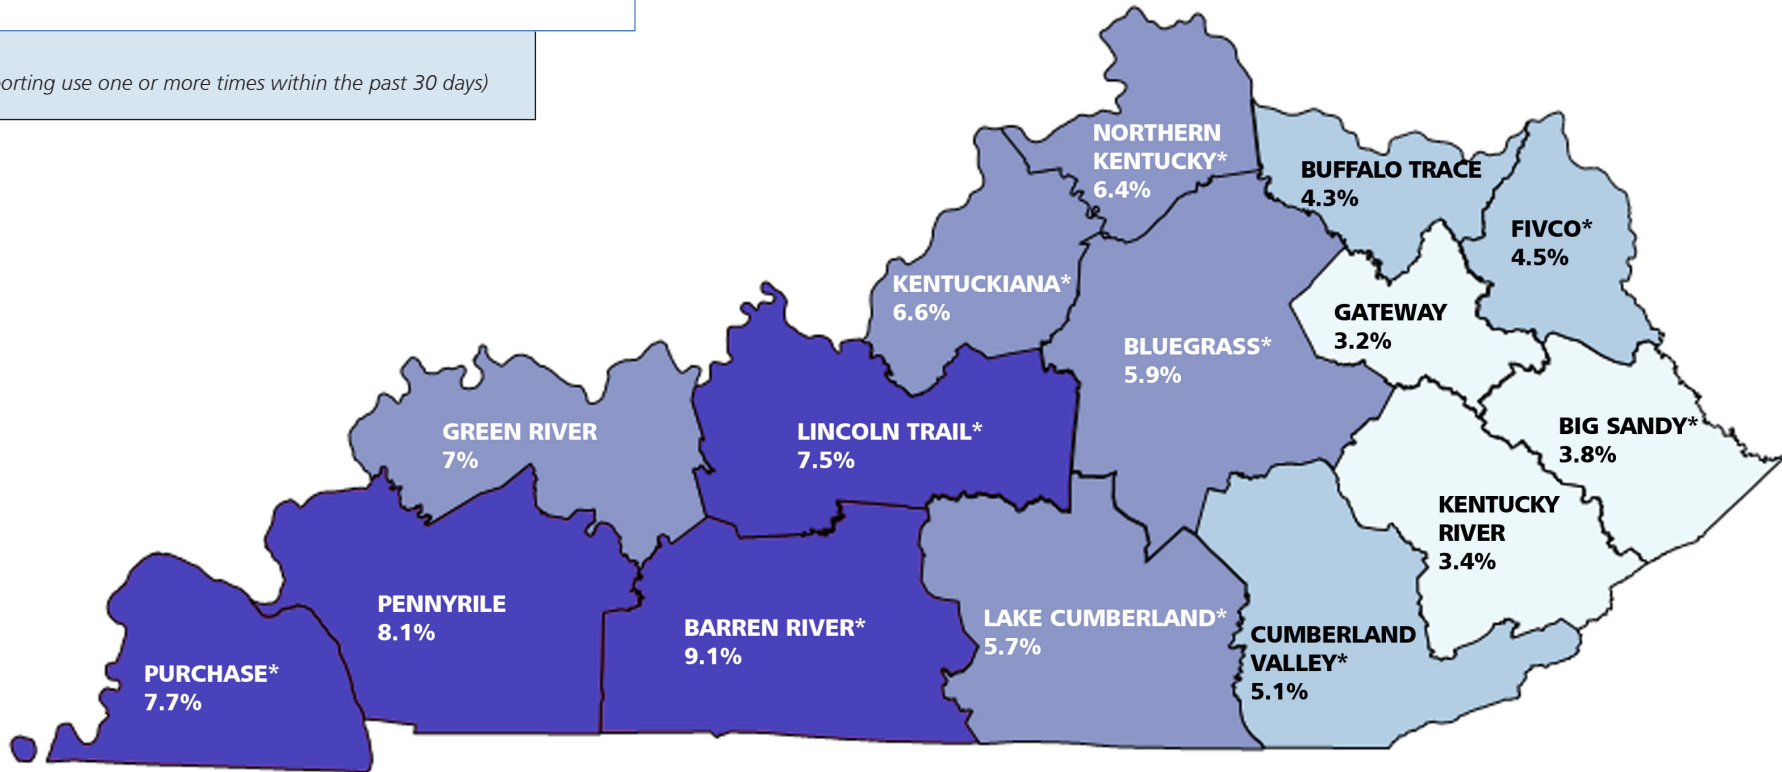 orting use one or more times within the past 30 days)
NORTHERN
KENTUCKY*
6.4%
BUFFALO TRACE
4.3%
FIVCO*
4.5%
KENTUCKIANA*
6.6%
GATEWAY
3.2%
BLUEGRASS*
5.9%
GREEN RIVER
7%
LINCOLN TRAIL*
7.5%
BIG SANDY*
3.8%
KENTUCKY
RIVER
3.4%
PENNYRILE
8.1%
BARREN RIVER*
9.1%
LAKE CUMBERLAND*
5.7%
CUMBERLAND
VALLEY*
5.1%
PURCHASE*
7.7%